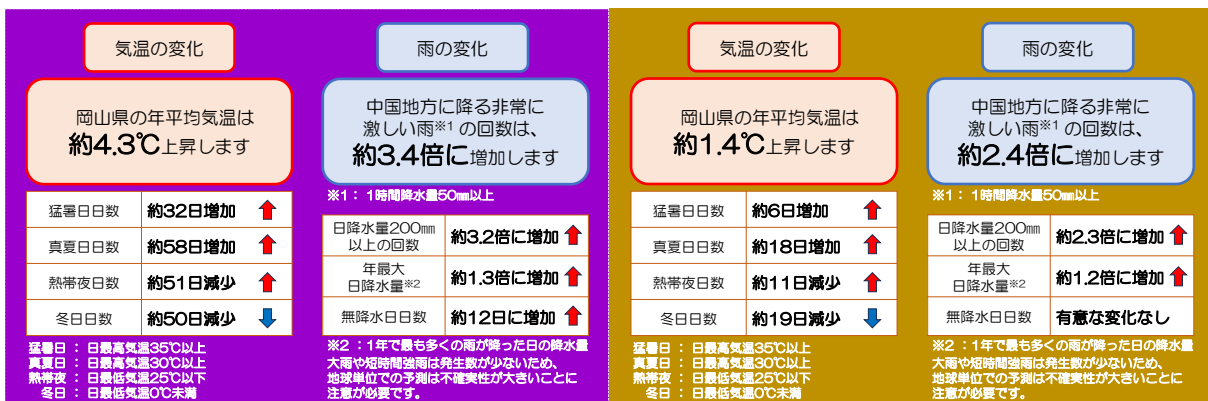 気温の変化
岡山県の年平均気温は
約4.3℃上昇します
猛暑日日数 約32日増加
真夏日日数 約58日増加
熱帯夜日数 約51日減少
冬日日数 約50日減少
猛暑日 : 日最高気温35℃以上
真夏日 : 日最高気温30℃以上
熱帯夜 : 日最低気温25℃以下
冬日 : 日最低気温0℃未満
雨の変化
中国地方に降る非常に
激しい雨※1 の回数は、
約3.4倍に増加します
※1: 1時間降水量50㎜以上
日降水量200㎜
以上の回数 約3.2倍に増加
年最大
日降水量※2 約1.3倍に増加
無降水日日数 約12日に増加
※2:1年で最も多くの雨が降った日の降水量
大雨や短時間強雨は発生数が少ないため、
地球単位での予測は不確実性が大きいことに
注意が必要です。
気温の変化
岡山県の年平均気温は
約1.4℃上昇します
猛暑日日数 約6日増加
真夏日日数 約18日増加
熱帯夜日数 約11日減少
冬日日数 約19日減少
猛暑日 : 日最高気温35℃以上
真夏日 : 日最高気温30℃以上
熱帯夜 : 日最低気温25℃以下
冬日 : 日最低気温0℃未満
雨の変化
中国地方に降る非常に
激しい雨※1 の回数は、
約2.4倍に増加します
※1: 1時間降水量50㎜以上
日降水量200㎜
以上の回数 約2.3倍に増加
年最大
日降水量※2 約1.2倍に増加
無降水日日数 有意な変化なし
※2:1年で最も多くの雨が降った日の降水量
大雨や短時間強雨は発生数が少ないため、
地球単位での予測は不確実性が大きいことに
注意が必要です。